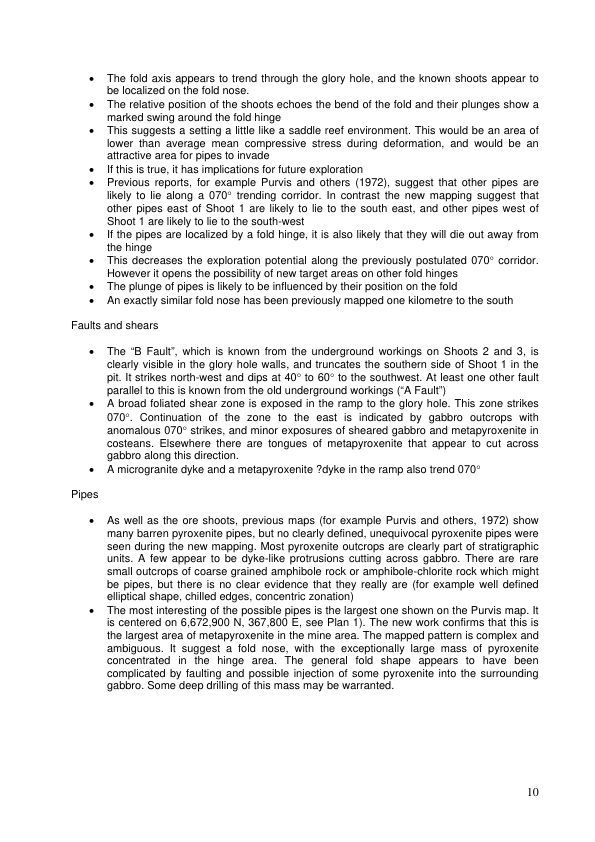 • The fold axis appears to trend through the glory hole, and the known shoots appear to
be localized on the fold nose.
• The relative position of the shoots echoes the bend of the fold and their plunges show a
marked swing around the fold hinge
• This suggests a setting a little like a saddle reef environment. This would be an area of
lower than average mean compressive stress during deformation, and would be an
attractive area for pipes to invade
• If this is true, it has implications for future exploration
• Previous reports, for example Purvis and others (1972), suggest that other pipes are
likely to lie along a 070° trending corridor. In contrast the new mapping suggest that
other pipes east of Shoot 1 are likely to lie to the south east, and other pipes west of
Shoot 1 are likely to lie to the south-west
• If the pipes are localized by a fold hinge, it is also likely that they will die out away from
the hinge
• This decreases the exploration potential along the previously postulated 070° corridor.
However it opens the possibility of new target areas on other fold hinges
• The plunge of pipes is likely to be influenced by their position on the fold
• An exactly similar fold nose has been previously mapped one kilometre to the south
Faults and shears
• The “B Fault”, which is known from the underground workings on Shoots 2 and 3, is
clearly visible in the glory hole walls, and truncates the southern side of Shoot 1 in the
pit. It strikes north-west and dips at 40° to 60° to the southwest. At least one other fault
parallel to this is known from the old underground workings (“A Fault”)
• A broad foliated shear zone is exposed in the ramp to the glory hole. This zone strikes
070°. Continuation of the zone to the east is indicated by gabbro outcrops with
anomalous 070° strikes, and minor exposures of sheared gabbro and metapyroxenite in
costeans. Elsewhere there are tongues of metapyroxenite that appear to cut across
gabbro along this direction.
• A microgranite dyke and a metapyroxenite ?dyke in the ramp also trend 070°
Pipes
• As well as the ore shoots, previous maps (for example Purvis and others, 1972) show
many barren pyroxenite pipes, but no clearly defined, unequivocal pyroxenite pipes were
seen during the new mapping. Most pyroxenite outcrops are clearly part of stratigraphic
units. A few appear to be dyke-like protrusions cutting across gabbro. There are rare
small outcrops of coarse grained amphibole rock or amphibole-chlorite rock which might
be pipes, but there is no clear evidence that they really are (for example well defined
elliptical shape, chilled edges, concentric zonation)
• The most interesting of the possible pipes is the largest one shown on the Purvis map. It
is centered on 6,672,900 N, 367,800 E, see Plan 1). The new work confirms that this is
the largest area of metapyroxenite in the mine area. The mapped pattern is complex and
ambiguous. It suggest a fold nose, with the exceptionally large mass of pyroxenite
concentrated in the hinge area. The general fold shape appears to have been
complicated by faulting and possible injection of some pyroxenite into the surrounding
gabbro. Some deep drilling of this mass may be warranted.
10